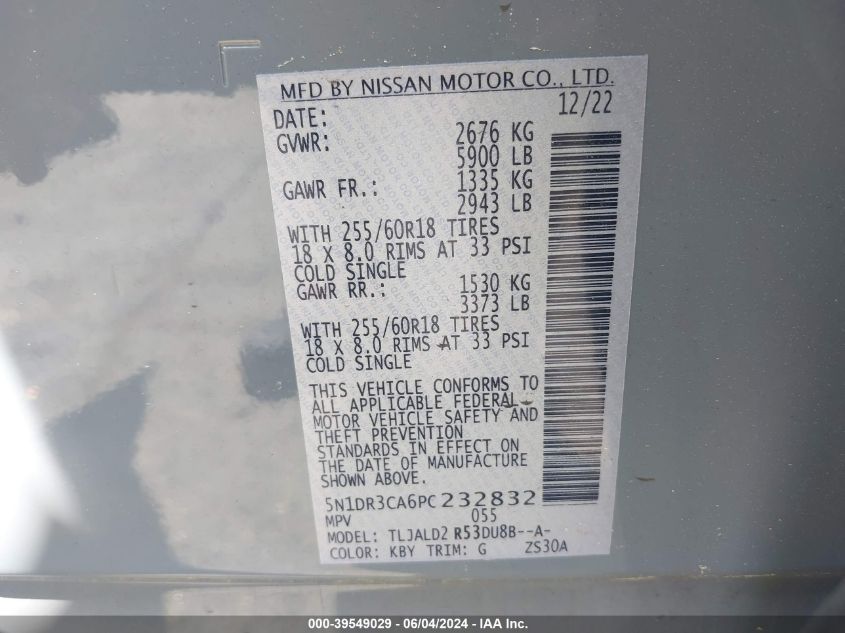 MFD BY NISSAN MOTOR CO., LTD.
DATE: 12/22
GVWR: 2676 KG
5900 LB
GAWR FR.: 1335 KG
2943 LB
WITH 255/60R18 TIRES
18 X 8.0 RIMS AT 33 PSI
COLD SINGLE
GAWR RR.: 1530 KG
3373 LB
WITH 255/60R18 TIRES
18 X 8.0 RIMS AT 33 PSI
COLD SINGLE
THIS VEHICLE CONFORMS TO
ALL APPLICABLE FEDERAL
MOTOR VEHICLE SAFETY AND
THEFT PREVENTION
STANDARDS IN EFFECT ON
THE DATE OF MANUFACTURE
SHOWN ABOVE.
5N1DR3CA6PC232832
MPV 055
MODEL: TLJALD2 R53DU8B--A-
COLOR: KBY TRIM: G ZS30A
000-39549029 - 06/04/2024 - IAA Inc.